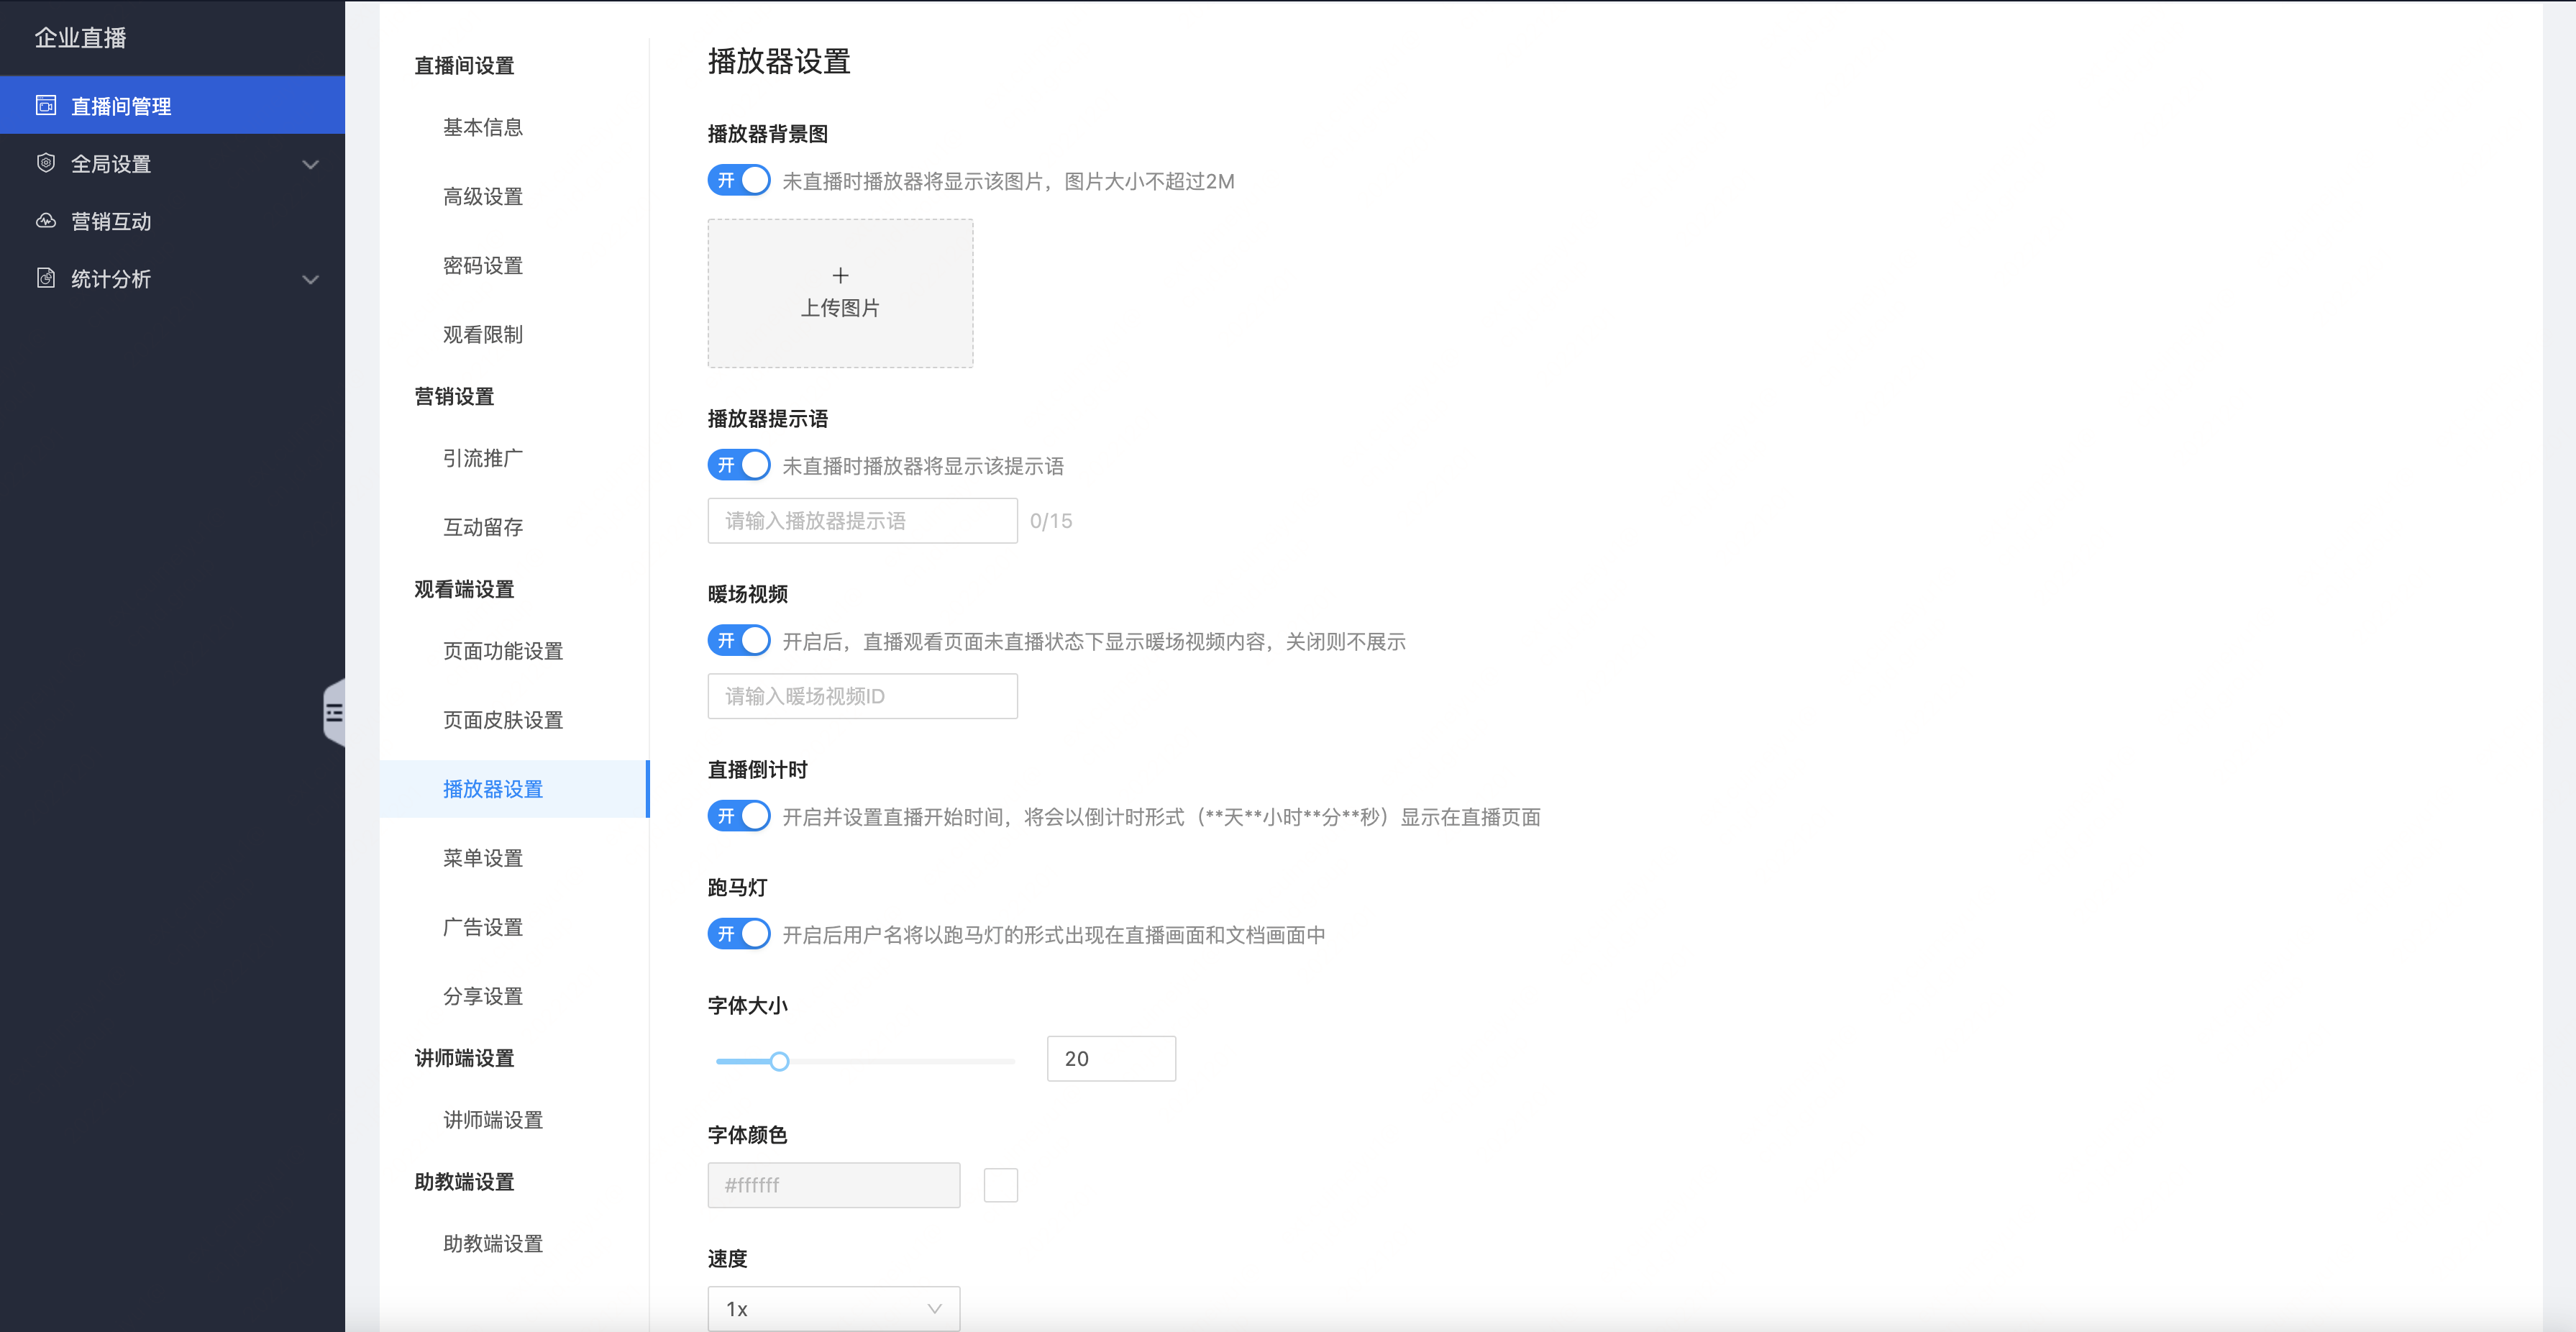 企业直播
直播间管理
全局设置
营销互动
统计分析
直播间设置
基本信息
高级设置
密码设置
观看限制
营销设置
引流推广
互动留存
观看端设置
页面功能设置
页面皮肤设置
播放器设置
菜单设置
广告设置
分享设置
讲师端设置
讲师端设置
助教端设置
助教端设置
播放器设置
播放器背景图
开 未直播时播放器将显示该图片，图片大小不超过2M
上传图片
播放器提示语
开 未直播时播放器将显示该提示语
请输入播放器提示语 0/15
暖场视频
开 开启后，直播观看页面未直播状态下显示暖场视频内容，关闭则不展示
请输入暖场视频ID
直播倒计时
开 开启并设置直播开始时间，将会以倒计时形式（**天**小时**分**秒）显示在直播页面
跑马灯
开 开启后用户名将以跑马灯的形式出现在直播画面和文档画面中
字体大小
20
字体颜色
#ffffff
速度
1x